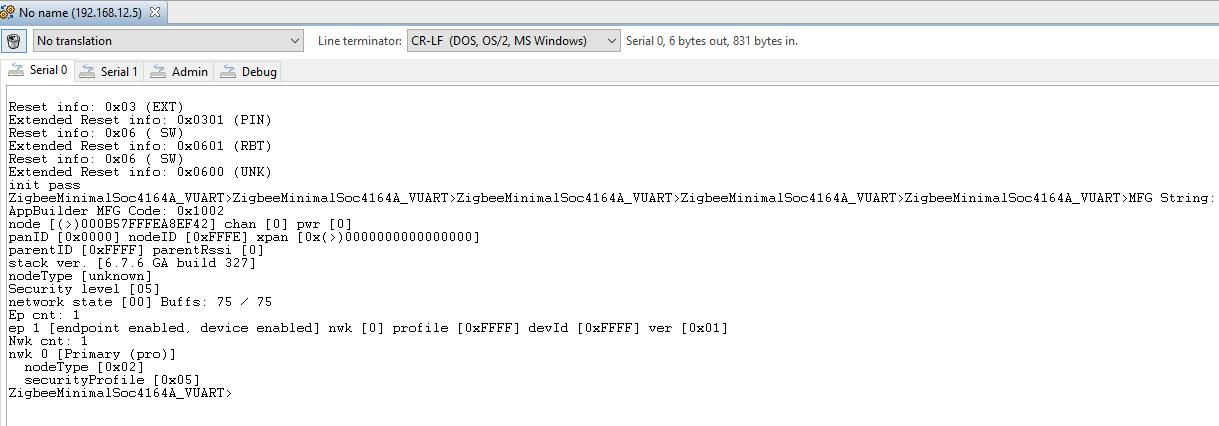 No name (192.168.12.5)
No translation
Line terminator:
CR-LF (DOS, OS/2, MS Windows)
Serial 0, 6 bytes out, 831 bytes in.
Serial 0
Serial 1
Admin
Debug
Reset info: 0x03 (EXT)
Extended Reset info: 0x0301 (PIN)
Reset info: 0x06 ( SW)
Extended Reset info: 0x0601 (RBT)
Reset info: 0x06 ( SW)
Extended Reset info: 0x0600 (UNK)
init pass
ZigbeeMinimalSoc4164A_VUART>ZigbeeMinimalSoc4164A_VUART>ZigbeeMinimalSoc4164A_VUART>ZigbeeMinimalSoc4164A_VUART>ZigbeeMinimalSoc4164A_VUART>MFG String:
AppBuilder MFG Code: 0x1002
node [(>)000B57FFFEA8EF42] chan [0] pwr [0]
panID [0x0000] nodeID [0xFFFE] xpan [0x(>)0000000000000000]
parentID [0xFFFF] parentRssi [0]
stack ver. [6.7.6 GA build 327]
nodeType [unknown]
Security level [05]
network state [00] Buffs: 75 / 75
Ep cnt: 1
ep 1 [endpoint enabled, device enabled] nwk [0] profile [0xFFFF] devId [0xFFFF] ver [0x01]
Nwk cnt: 1
nwk 0 [Primary (pro)]
nodeType [0x02]
securityProfile [0x05]
ZigbeeMinimalSoc4164A_VUART>